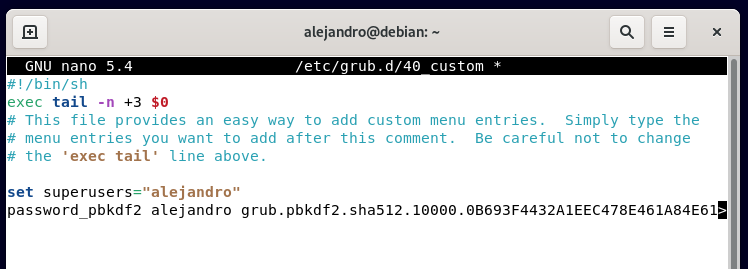 alejandro@debian: ~
GNU nano 5.4 /etc/grub.d/40_custom *
#!/bin/sh
exec tail -n +3 $0
# This file provides an easy way to add custom menu entries.  Simply type the
# menu entries you want to add after this comment.  Be careful not to change
# the 'exec tail' line above.
set superusers="alejandro"
password_pbkdf2 alejandro grub.pbkdf2.sha512.10000.0B693F4432A1EEC478E461A84E61>